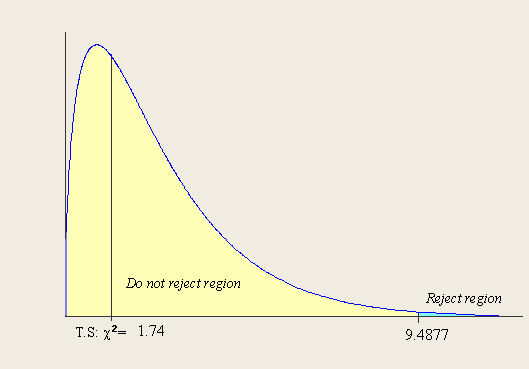 Do not reject region
Reject region
T.S: χ²= 1.74
9.4877